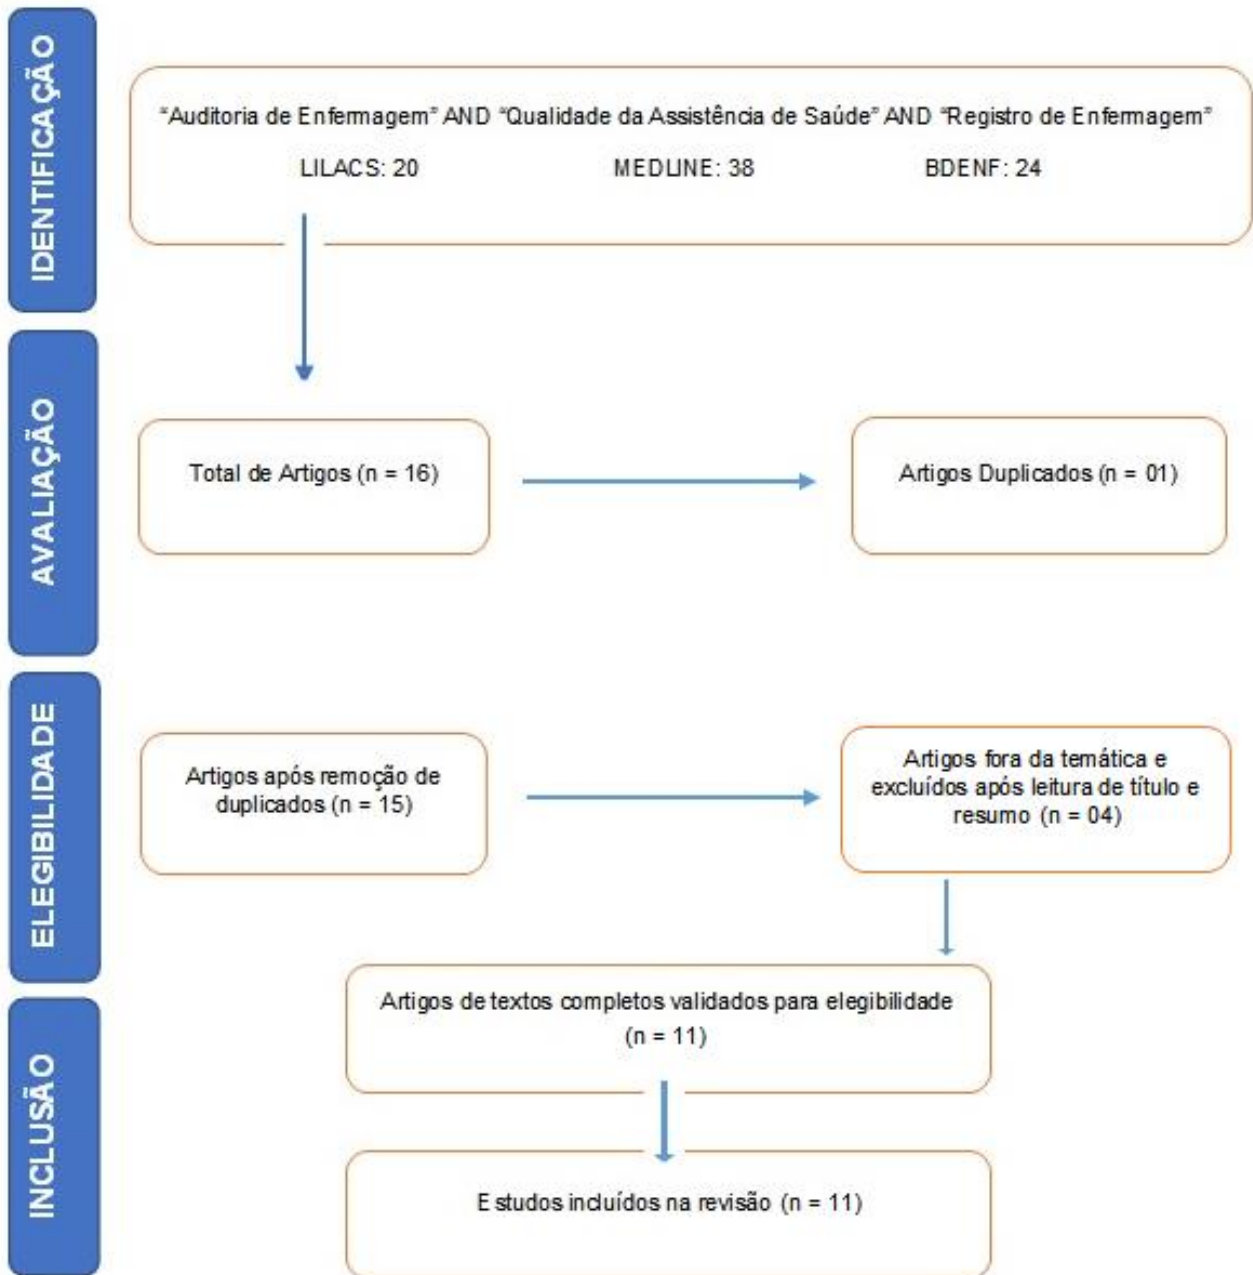 IDENTIFICAÇÃO
“Auditoria de Enfermagem” AND “Qualidade da Assistência de Saúde” AND “Registro de Enfermagem”
LILACS: 20 MEDLINE: 38 BDENF: 24
AVALIAÇÃO
Total de Artigos (n = 16)
Artigos Duplicados (n = 01)
ELEGIBILIDADE
Artigos após remoção de
duplicados (n = 15)
Artigos fora da temática e
excluídos após leitura de título e
resumo (n = 04)
INCLUSÃO
Artigos de textos completos validados para elegibilidade
(n = 11)
Estudos incluídos na revisão (n = 11)